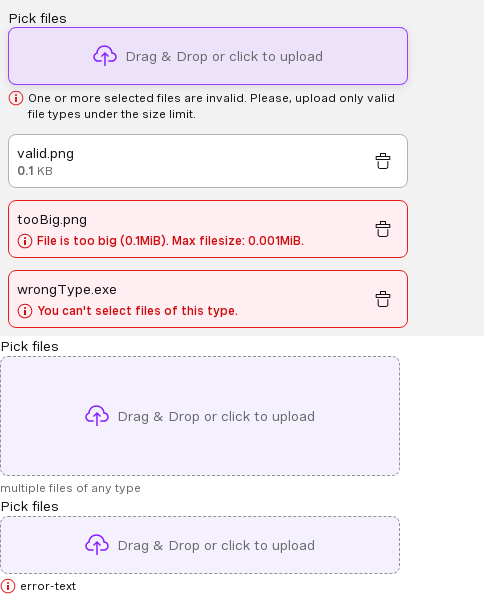 Pick files
Drag & Drop or click to upload
One or more selected files are invalid. Please, upload only valid
file types under the size limit.
valid.png
0.1 KB
tooBig.png
File is too big (0.1MiB). Max filesize: 0.001MiB.
wrongType.exe
You can't select files of this type.
Pick files
Drag & Drop or click to upload
multiple files of any type
Pick files
Drag & Drop or click to upload
error-text